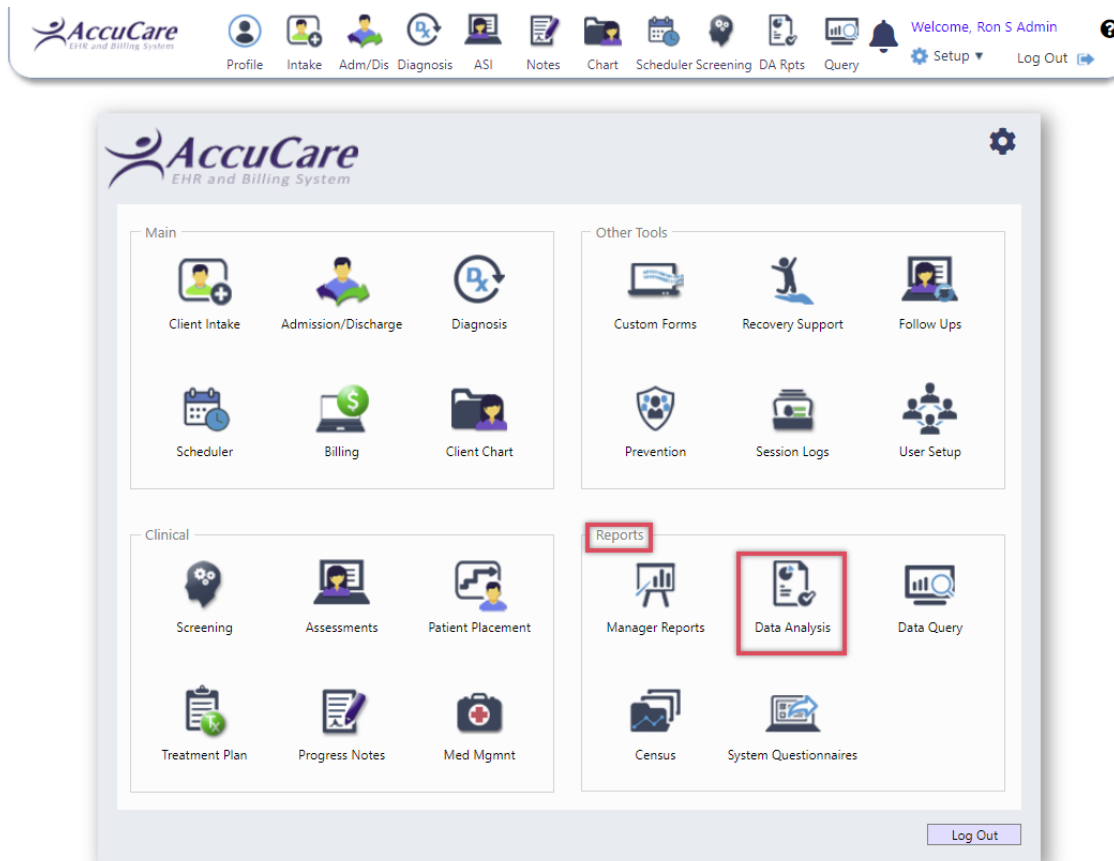 AccuCare
EHR and Billing System
Profile Intake Adm/Dis Diagnosis ASI Notes Chart Scheduler Screening DA Rpts Query
Welcome, Ron S Admin
?
Setup ▼ Log Out
AccuCare
EHR and Billing System
Main
Client Intake Admission/Discharge Diagnosis
Scheduler Billing Client Chart
Other Tools
Custom Forms Recovery Support Follow Ups
Prevention Session Logs User Setup
Clinical
Screening Assessments Patient Placement
Treatment Plan Progress Notes Med Mgmnt
Reports
Manager Reports Data Analysis Data Query
Census System Questionnaires
Log Out